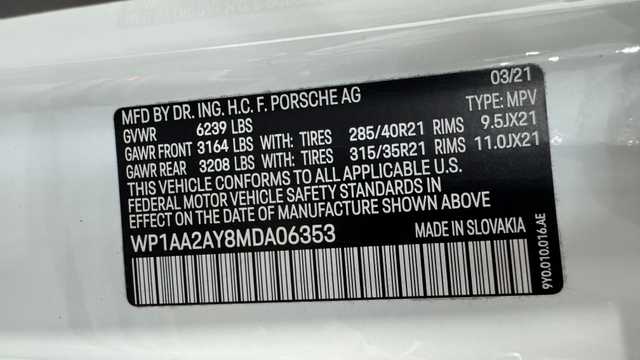 03/21
MFD BY DR. ING. H.C. F. PORSCHE AG TYPE: MPV
GVWR 6239 LBS
GAWR FRONT 3164 LBS WITH: TIRES 285/40R21 RIMS 9.5JX21
GAWR REAR 3208 LBS WITH: TIRES 315/35R21 RIMS 11.0JX21
THIS VEHICLE CONFORMS TO ALL APPLICABLE U.S.
FEDERAL MOTOR VEHICLE SAFETY STANDARDS IN
EFFECT ON THE DATE OF MANUFACTURE SHOWN ABOVE
WP1AA2AY8MDA06353 MADE IN SLOVAKIA
9Y0.010.016.AE